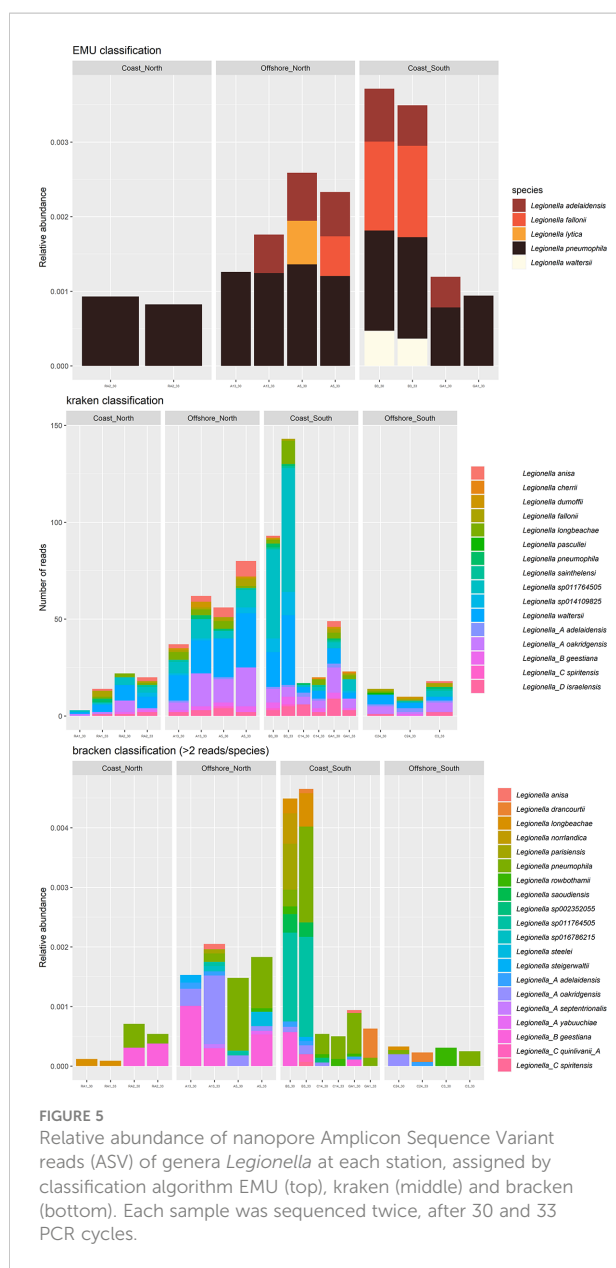 EMU classification
Coast_North Offshore_North Coast_South
Relative abundance
0.003
0.002
0.001
0.000
species
Legionella adelaidensis
Legionella fallonii
Legionella lytica
Legionella pneumophila
Legionella waltersii
kraken classification
Coast_North Offshore_North Coast_South Offshore_South
Number of reads
150
100
50
0
Legionella anisa
Legionella cherrii
Legionella dumoffii
Legionella fallonii
Legionella longbeachae
Legionella pascullei
Legionella pneumophila
Legionella sainthelensi
Legionella sp011764505
Legionella sp014109825
Legionella waltersii
Legionella_A adelaidensis
Legionella_A oakridgensis
Legionella_B geestiana
Legionella_C spiritensis
Legionella_D israelensis
bracken classification (>2 reads/species)
Coast_North Offshore_North Coast_South Offshore_South
Relative abundance
0.004
0.003
0.002
0.001
0.000
Legionella anisa
Legionella drancourtii
Legionella longbeachae
Legionella norrlandica
Legionella parisiensis
Legionella pneumophila
Legionella rowbothamii
Legionella saoudiensis
Legionella sp002352055
Legionella sp011764505
Legionella sp016786215
Legionella steelei
Legionella steigerwaltii
Legionella_A adelaidensis
Legionella_A oakridgensis
Legionella_A septentrionalis
Legionella_A yabuuchiae
Legionella_B geestiana
Legionella_C quinlivanii_A
Legionella_C spiritensis
FIGURE 5
Relative abundance of nanopore Amplicon Sequence Variant
reads (ASV) of genera Legionella at each station, assigned by
classification algorithm EMU (top), kraken (middle) and bracken
(bottom). Each sample was sequenced twice, after 30 and 33
PCR cycles.